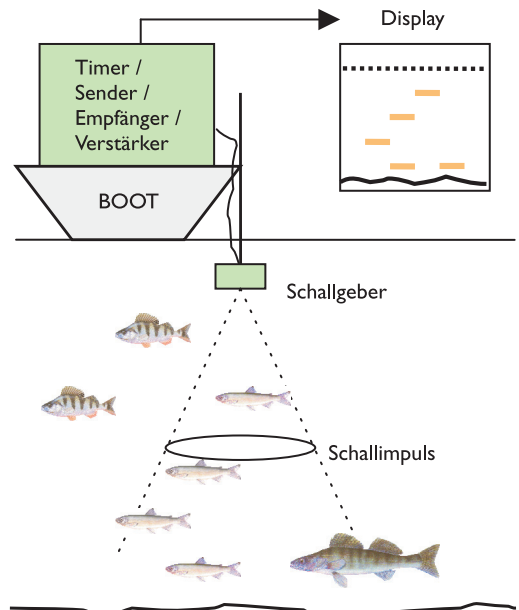 Display
Timer /
Sender /
Empfänger /
Verstärker
BOOT
Schallgeber
Schallimpuls